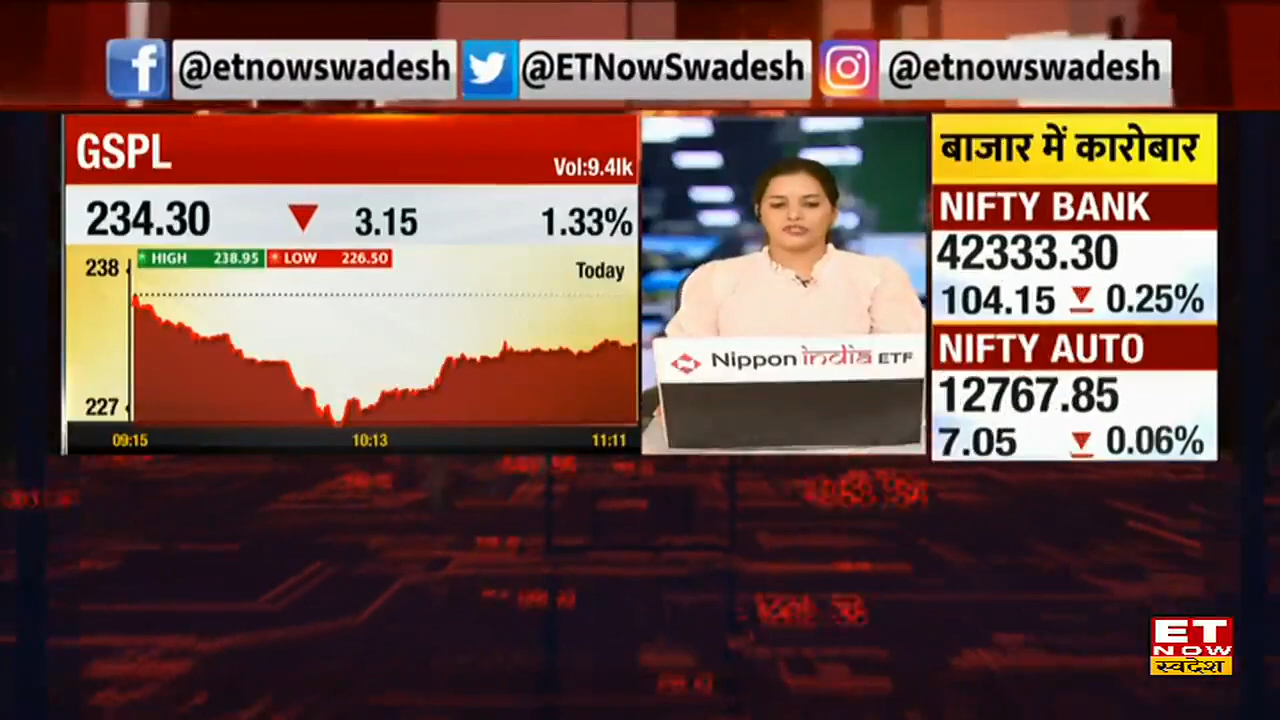 @etnowswadesh @ETNowSwadesh @etnowswadesh
GSPL
Vol:9.4lk
234.30 ▼ 3.15 1.33%
HIGH 238.95 LOW 226.50
Today
238
227
09:15 10:13 11:11
Nippon india ETF
बाजार में कारोबार
NIFTY BANK
42333.30
104.15 ▼ 0.25%
NIFTY AUTO
12767.85
7.05 ▼ 0.06%
ET
NOW
स्वदेश